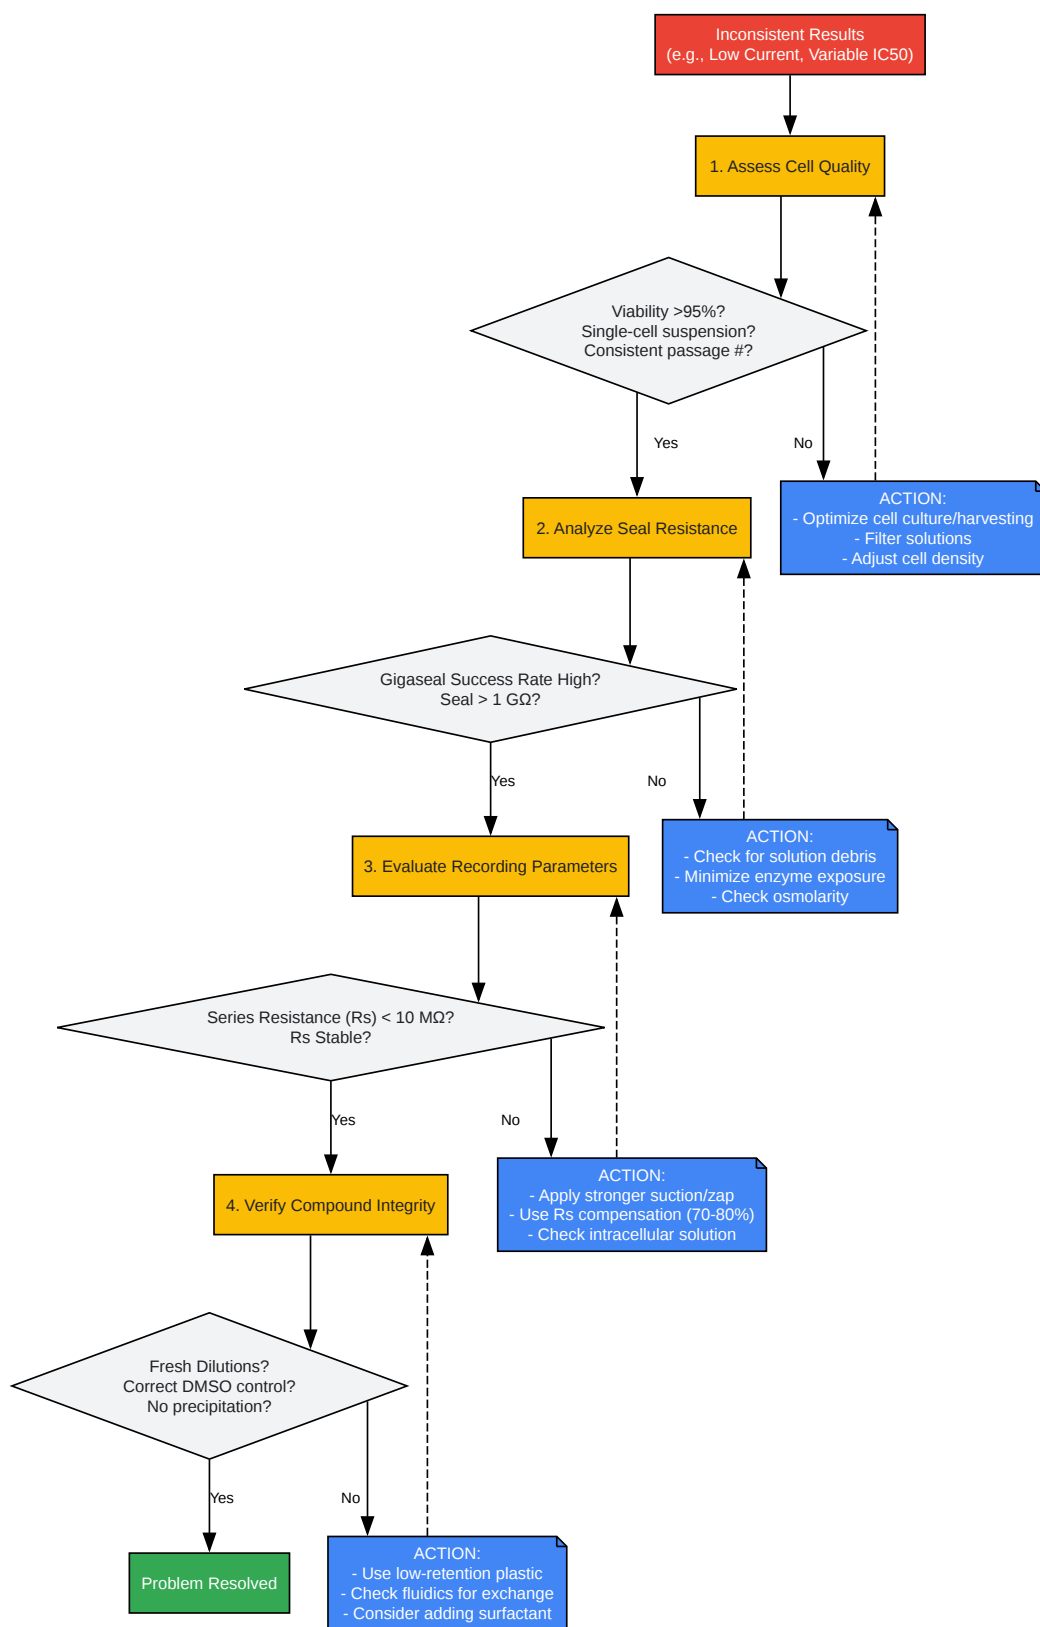 Inconsistent Results
(e.g., Low Current, Variable IC50)
1. Assess Cell Quality
Viability >95%?
Single-cell suspension?
Consistent passage #?
Yes
No
ACTION:
- Optimize cell culture/harvesting
- Filter solutions
- Adjust cell density
2. Analyze Seal Resistance
Gigaseal Success Rate High?
Seal > 1 GΩ?
Yes
No
ACTION:
- Check for solution debris
- Minimize enzyme exposure
- Check osmolarity
3. Evaluate Recording Parameters
Series Resistance (Rs) < 10 MΩ?
Rs Stable?
Yes
No
ACTION:
- Apply stronger suction/zap
- Use Rs compensation (70-80%)
- Check intracellular solution
4. Verify Compound Integrity
Fresh Dilutions?
Correct DMSO control?
No precipitation?
Yes
No
ACTION:
- Use low-retention plastic
- Check fluidics for exchange
- Consider adding surfactant
Problem Resolved